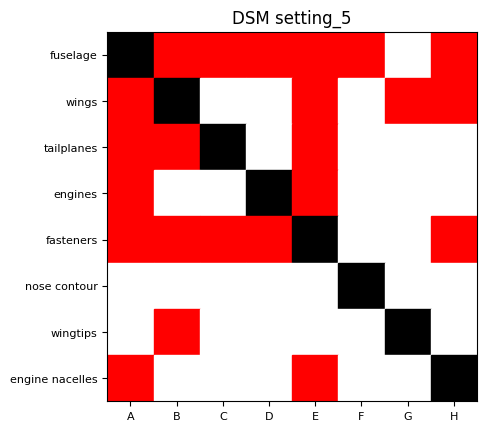 DSM setting_5
fuselage
wings
tailplanes
engines
fasteners
nose contour
wingtips
engine nacelles
A B C D E F G H